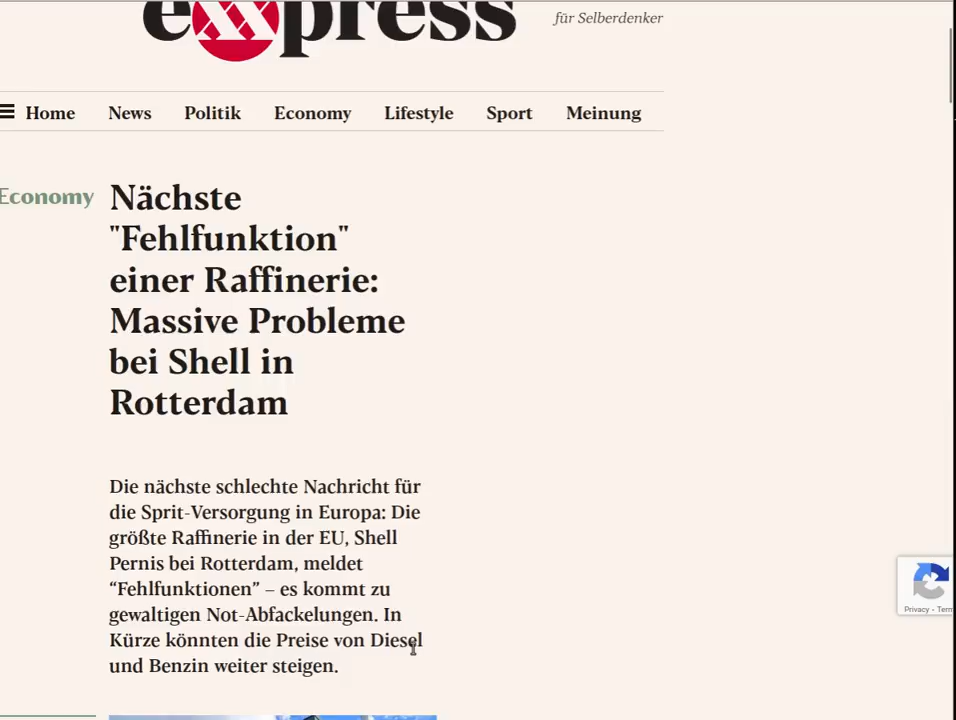 exxpress
für Selberdenker
Home News Politik Economy Lifestyle Sport Meinung
Economy
Nächste
"Fehlfunktion"
einer Raffinerie:
Massive Probleme
bei Shell in
Rotterdam
Die nächste schlechte Nachricht für
die Sprit-Versorgung in Europa: Die
größte Raffinerie in der EU, Shell
Pernis bei Rotterdam, meldet
“Fehlfunktionen” – es kommt zu
gewaltigen Not-Abfackelungen. In
Kürze könnten die Preise von Diesel
und Benzin weiter steigen.
Privacy - Term